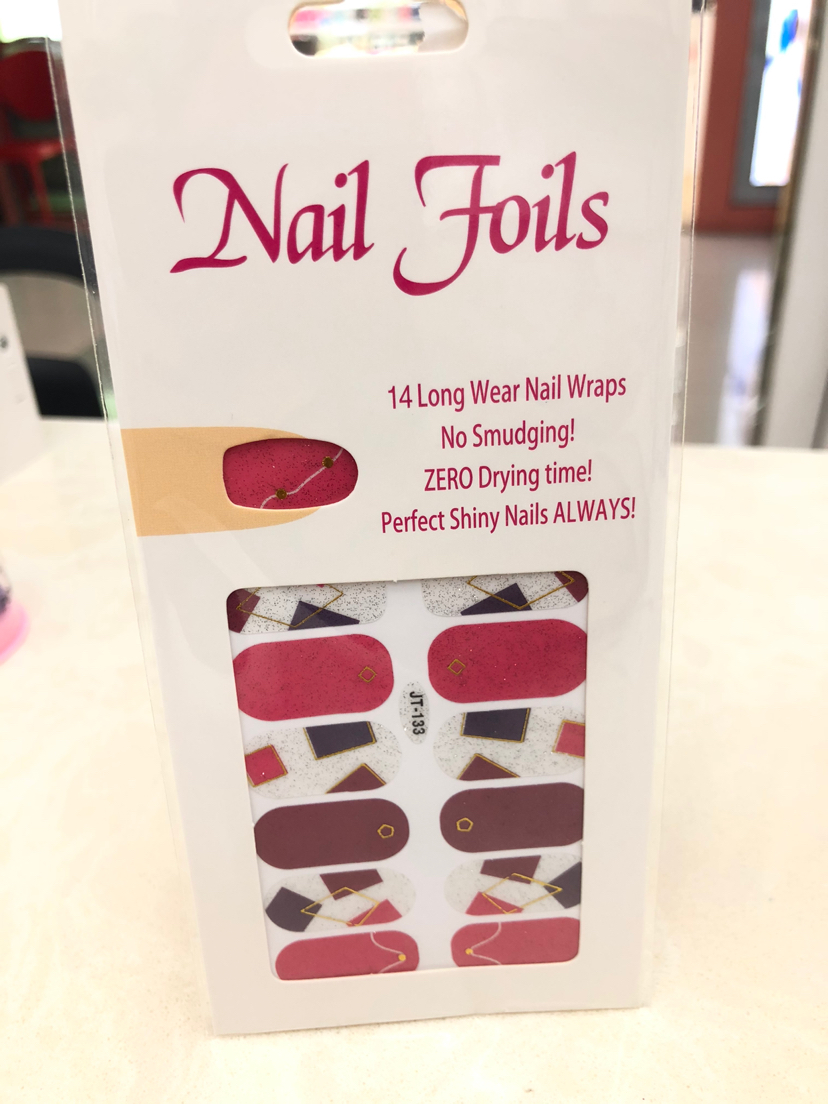 Nail Foils
14 Long Wear Nail Wraps
No Smudging!
ZERO Drying time!
Perfect Shiny Nails ALWAYS!
JT-133